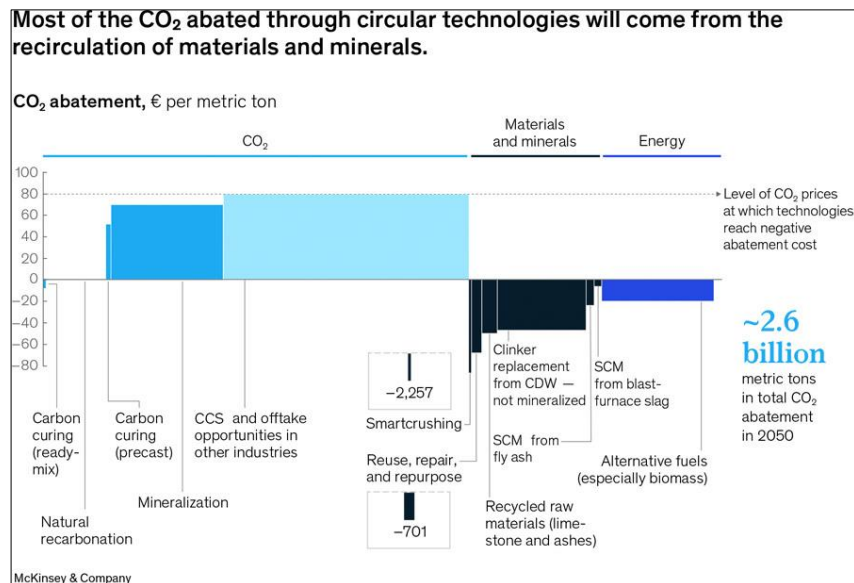 Most of the CO₂ abated through circular technologies will come from the
recirculation of materials and minerals.
CO₂ abatement, € per metric ton
CO₂
Materials
and minerals
Energy
100
80
60
40
20
0
–20
–40
–60
–80
Level of CO₂ prices
at which technologies
reach negative
abatement cost
~2.6
billion
metric tons
in total CO₂
abatement
in 2050
Carbon
curing
(ready-
mix)
Natural
recarbonation
Carbon
curing
(precast)
Mineralization
CCS and offtake
opportunities in
other industries
–2,257
Smartcrushing
Reuse, repair,
and repurpose
–701
Recycled raw
materials (lime-
stone and ashes)
Clinker
replacement
from CDW —
not mineralized
SCM from
fly ash
SCM
from blast-
furnace slag
Alternative fuels
(especially biomass)
McKinsey & Company